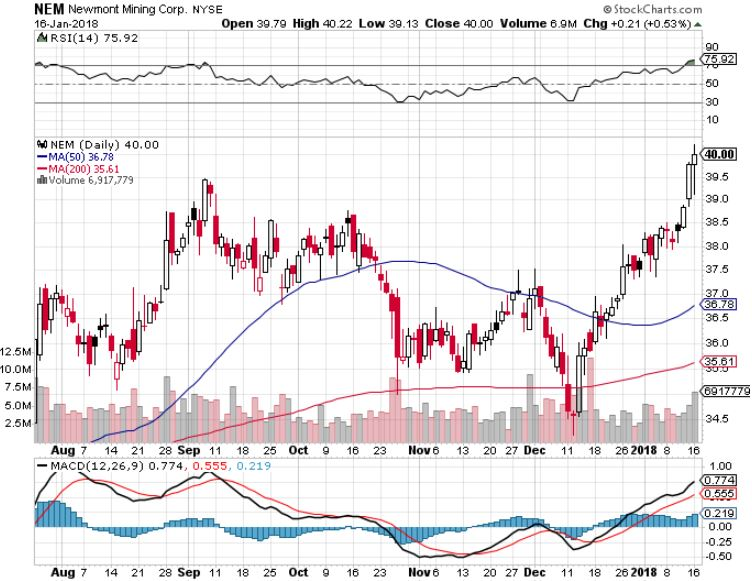 NEM Newmont Mining Corp. NYSE © StockCharts.com
16-Jan-2018 Open 39.79 High 40.22 Low 39.13 Close 40.00 Volume 6.9M Chg +0.21 (+0.53%)
RSI(14) 75.92
90
75.92
70
50
30
10
NEM (Daily) 40.00
MA(50) 36.78
MA(200) 35.61
Volume 6,917,779
40.00
39.5
39.0
38.5
38.0
37.5
37.0
36.78
36.5
36.0
35.61
35.5
6917779
34.5
12.5M
10.0M
7.5M
5.0M
2.5M
Aug 7 14 21 28 Sep 11 18 25 Oct 9 16 23 Nov 6 13 20 27 Dec 11 18 25 2018 8 16
MACD(12,26,9) 0.774, 0.555, 0.219
1.00
0.774
0.555
0.219
0.00
-0.25
-0.50
Aug 7 14 21 28 Sep 11 18 25 Oct 9 16 23 Nov 6 13 20 27 Dec 11 18 25 2018 8 16